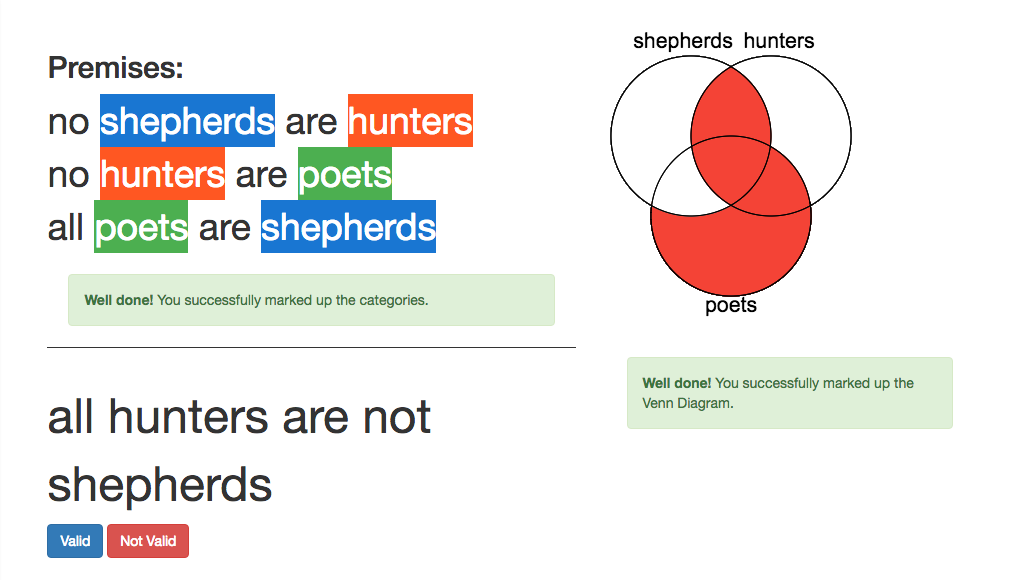 Premises:
no shepherds are hunters
no hunters are poets
all poets are shepherds
Well done! You successfully marked up the categories.
all hunters are not
shepherds
Valid Not Valid
shepherds hunters
poets
Well done! You successfully marked up the
Venn Diagram.